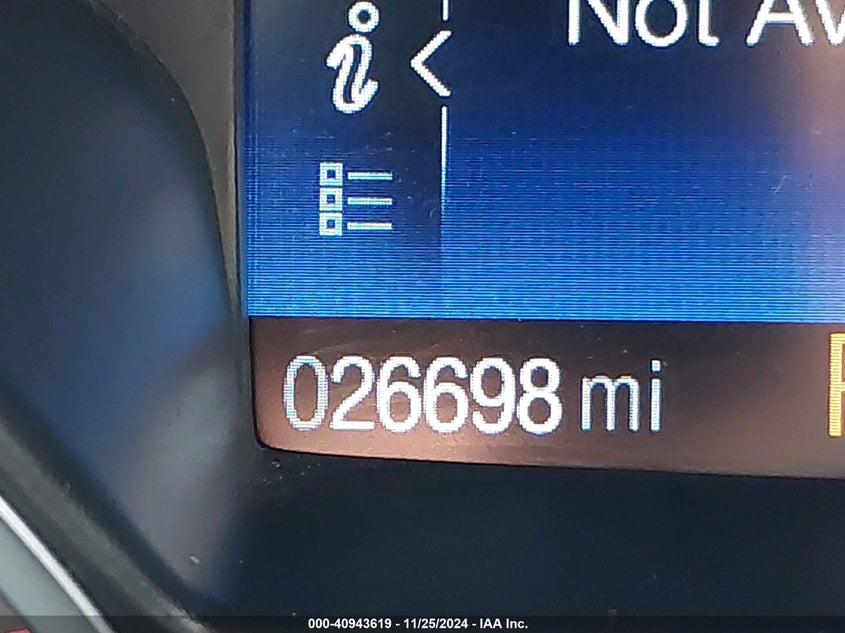 Not Av
026698 mi
000-40943619 - 11/25/2024 - IAA Inc.